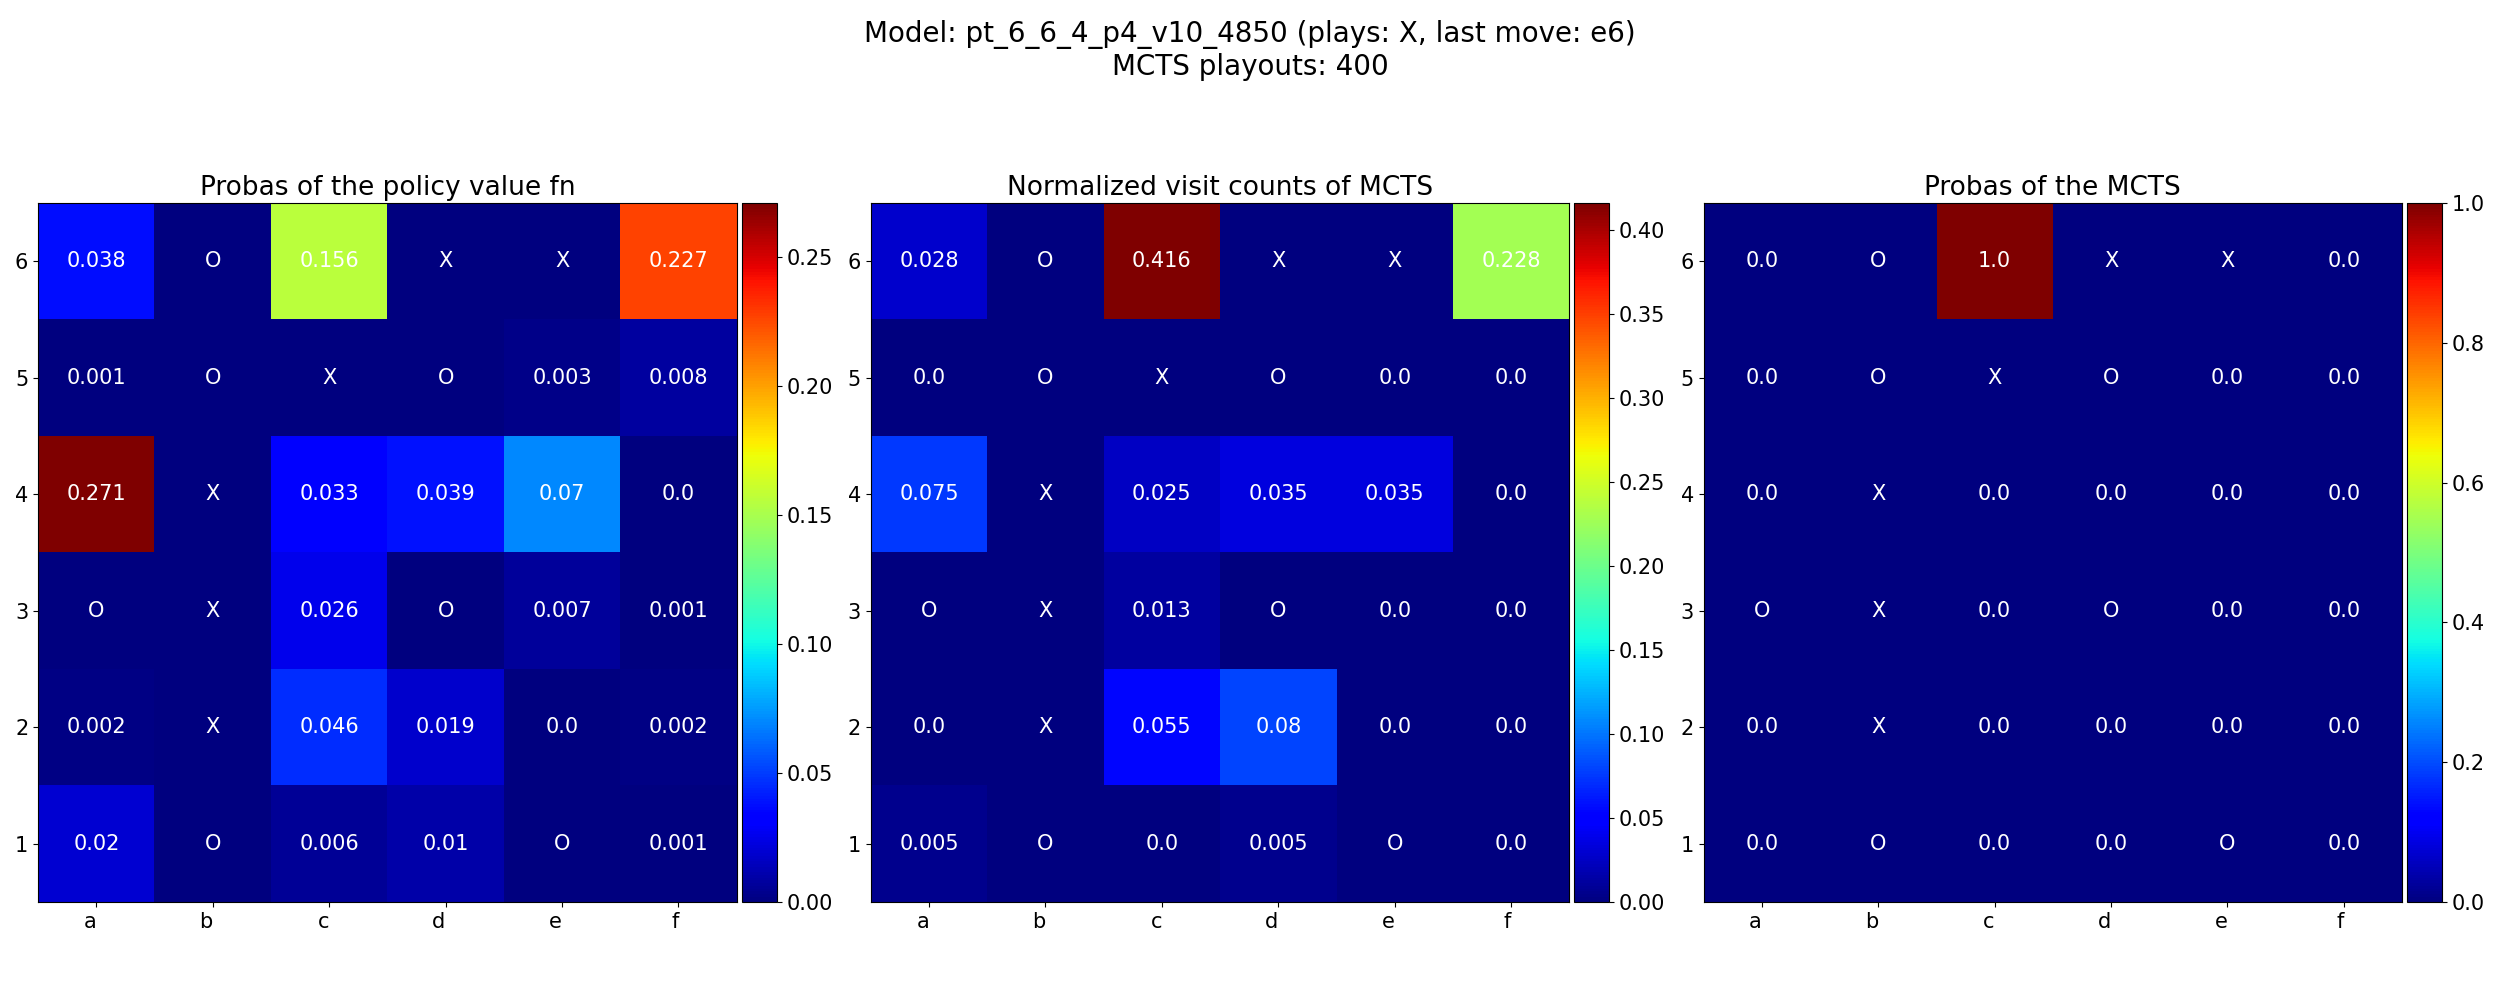 Model: pt_6_6_4_p4_v10_4850 (plays: X, last move: e6)
MCTS playouts: 400
Probas of the policy value fn
6 0.038 O 0.156 X X 0.227
5 0.001 O X O 0.003 0.008
4 0.271 X 0.033 0.039 0.07 0.0
3 O X 0.026 O 0.007 0.001
2 0.002 X 0.046 0.019 0.0 0.002
1 0.02 O 0.006 0.01 O 0.001
a b c d e f
0.25
0.20
0.15
0.10
0.05
0.00
Normalized visit counts of MCTS
6 0.028 O 0.416 X X 0.228
5 0.0 O X O 0.0 0.0
4 0.075 X 0.025 0.035 0.035 0.0
3 O X 0.013 O 0.0 0.0
2 0.0 X 0.055 0.08 0.0 0.0
1 0.005 O 0.0 0.005 O 0.0
a b c d e f
0.40
0.35
0.30
0.25
0.20
0.15
0.10
0.05
0.00
Probas of the MCTS
6 0.0 O 1.0 X X 0.0
5 0.0 O X O 0.0 0.0
4 0.0 X 0.0 0.0 0.0 0.0
3 O X 0.0 O 0.0 0.0
2 0.0 X 0.0 0.0 0.0 0.0
1 0.0 O 0.0 0.0 O 0.0
a b c d e f
1.0
0.8
0.6
0.4
0.2
0.0